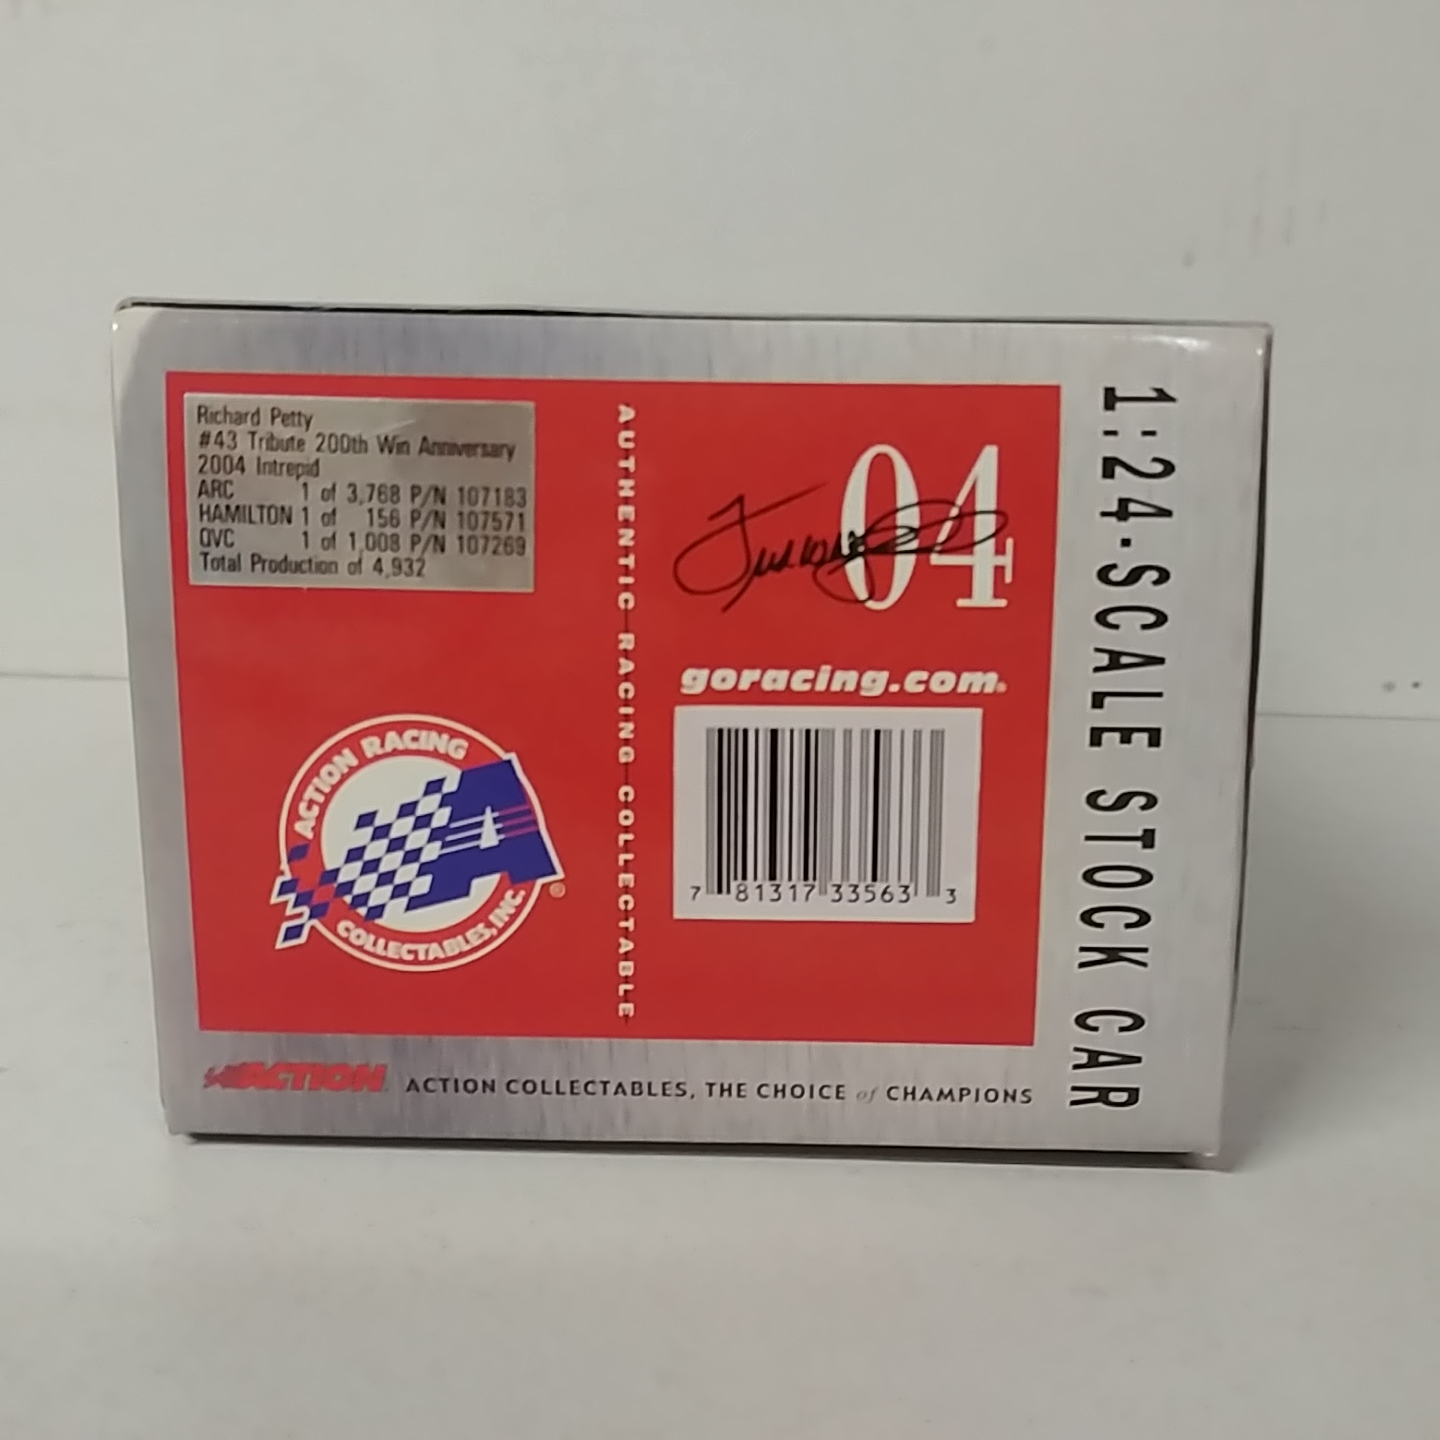 Richard Petty
#43 Tribute 200th Win Anniversary
2004 Intrepid
ARC 1 of 3,768 P/N 107183
HAMILTON 1 of 156 P/N 107571
QVC 1 of 1,008 P/N 107269
Total Production of 4,932
ACTION RACING
COLLECTABLES, INC.
®
AUTHENTIC RACING COLLECTABLE
04
goracing.com
7 81317 33563 3
1:24-SCALE STOCK CAR
ACTION
ACTION COLLECTABLES, THE CHOICE of CHAMPIONS